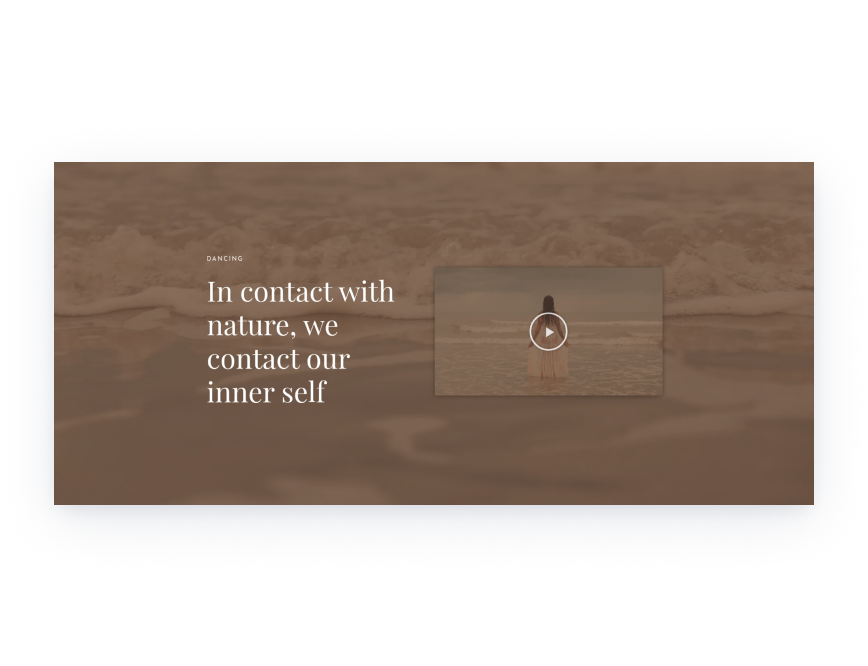 DANCING
In contact with
nature, we
contact our
inner self